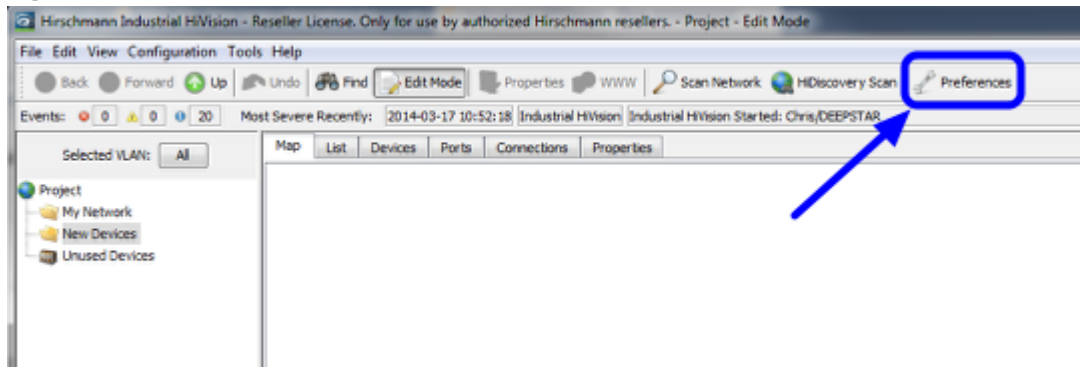 Hirschmann Industrial HiVision - Reseller License. Only for use by authorized Hirschmann resellers. - Project - Edit Mode
File Edit View Configuration Tools Help
Back Forward Up Undo Find Edit Mode Properties WWW Scan Network HiDiscovery Scan Preferences
Events: 0 0 20 Most Severe Recently: 2014-03-17 10:52:18 Industrial HiVision Industrial HiVision Started: Chris/DEEPSTAR
Selected VLAN: All Map List Devices Ports Connections Properties
Project
My Network
New Devices
Unused Devices